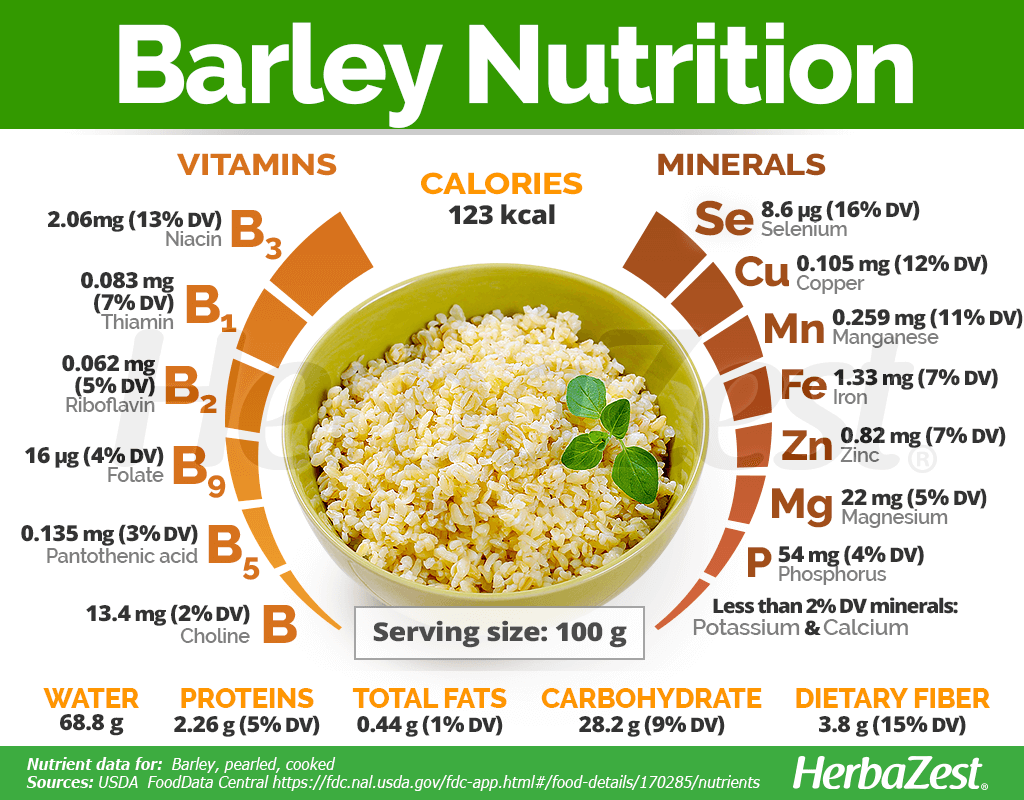 Barley Nutrition
VITAMINS
2.06mg (13% DV)
Niacin
B3
0.083 mg
(7% DV)
Thiamin
B1
0.062 mg
(5% DV)
Riboflavin
B2
16 µg (4% DV)
Folate
B9
0.135 mg (3% DV)
Pantothenic acid
B5
13.4 mg (2% DV)
Choline
B
CALORIES
123 kcal
MINERALS
Se
8.6 µg (16% DV)
Selenium
Cu
0.105 mg (12% DV)
Copper
Mn
0.259 mg (11% DV)
Manganese
Fe
1.33 mg (7% DV)
Iron
Zn
0.82 mg (7% DV)
Zinc
Mg
22 mg (5% DV)
Magnesium
P
54 mg (4% DV)
Phosphorus
Less than 2% DV minerals:
Potassium & Calcium
HerbaZest®
Serving size: 100 g
WATER
68.8 g
PROTEINS
2.26 g (5% DV)
TOTAL FATS
0.44 g (1% DV)
CARBOHYDRATE
28.2 g (9% DV)
DIETARY FIBER
3.8 g (15% DV)
Nutrient data for: Barley, pearled, cooked
Sources: USDA FoodData Central https://fdc.nal.usda.gov/fdc-app.html#/food-details/170285/nutrients
HerbaZest®